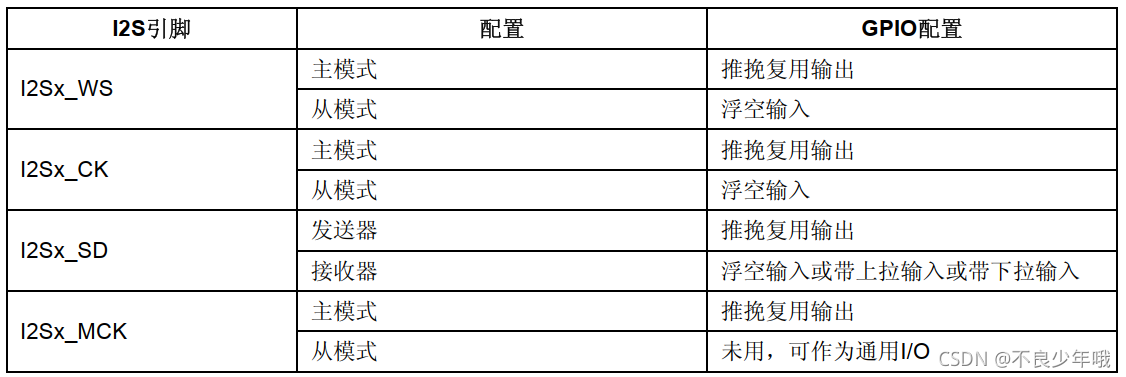 I2S引脚 配置 GPIO配置
I2Sx_WS
主模式 推挽复用输出
从模式 浮空输入
I2Sx_CK
主模式 推挽复用输出
从模式 浮空输入
I2Sx_SD
发送器 推挽复用输出
接收器 浮空输入或带上拉输入或带下拉输入
I2Sx_MCK
主模式 推挽复用输出
从模式 未用，可作为通用I/O
CSDN @不良少年哦